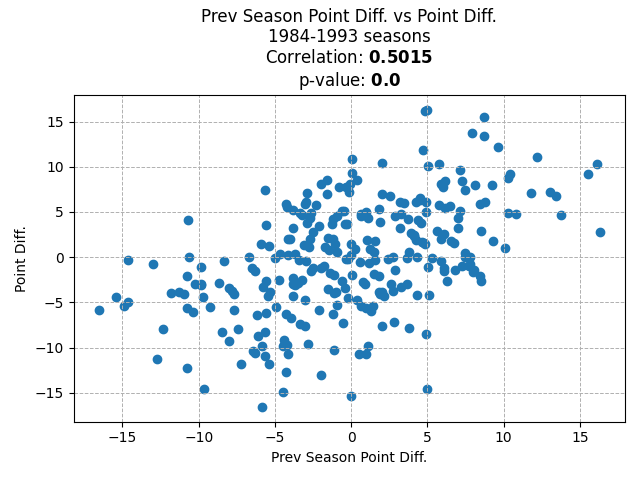 Prev Season Point Diff. vs Point Diff.
1984-1993 seasons
Correlation: 0.5015
p-value: 0.0
15
10
5
0
−5
−10
−15
Point Diff.
−15 −10 −5 0 5 10 15
Prev Season Point Diff.